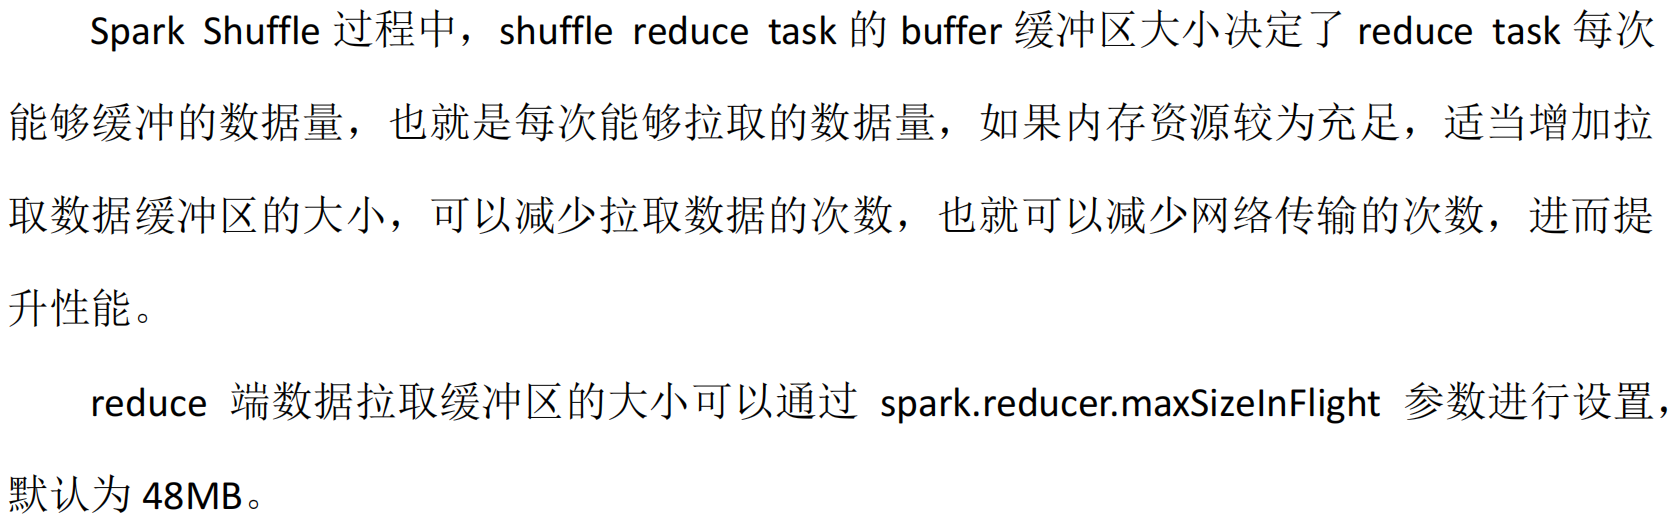 Spark Shuffle 过程中，shuffle reduce task 的 buffer 缓冲区大小决定了 reduce task 每次
能够缓冲的数据量，也就是每次能够拉取的数据量，如果内存资源较为充足，适当增加拉
取数据缓冲区的大小，可以减少拉取数据的次数，也就可以减少网络传输的次数，进而提
升性能。
reduce 端数据拉取缓冲区的大小可以通过 spark.reducer.maxSizeInFlight 参数进行设置，
默认为 48MB。